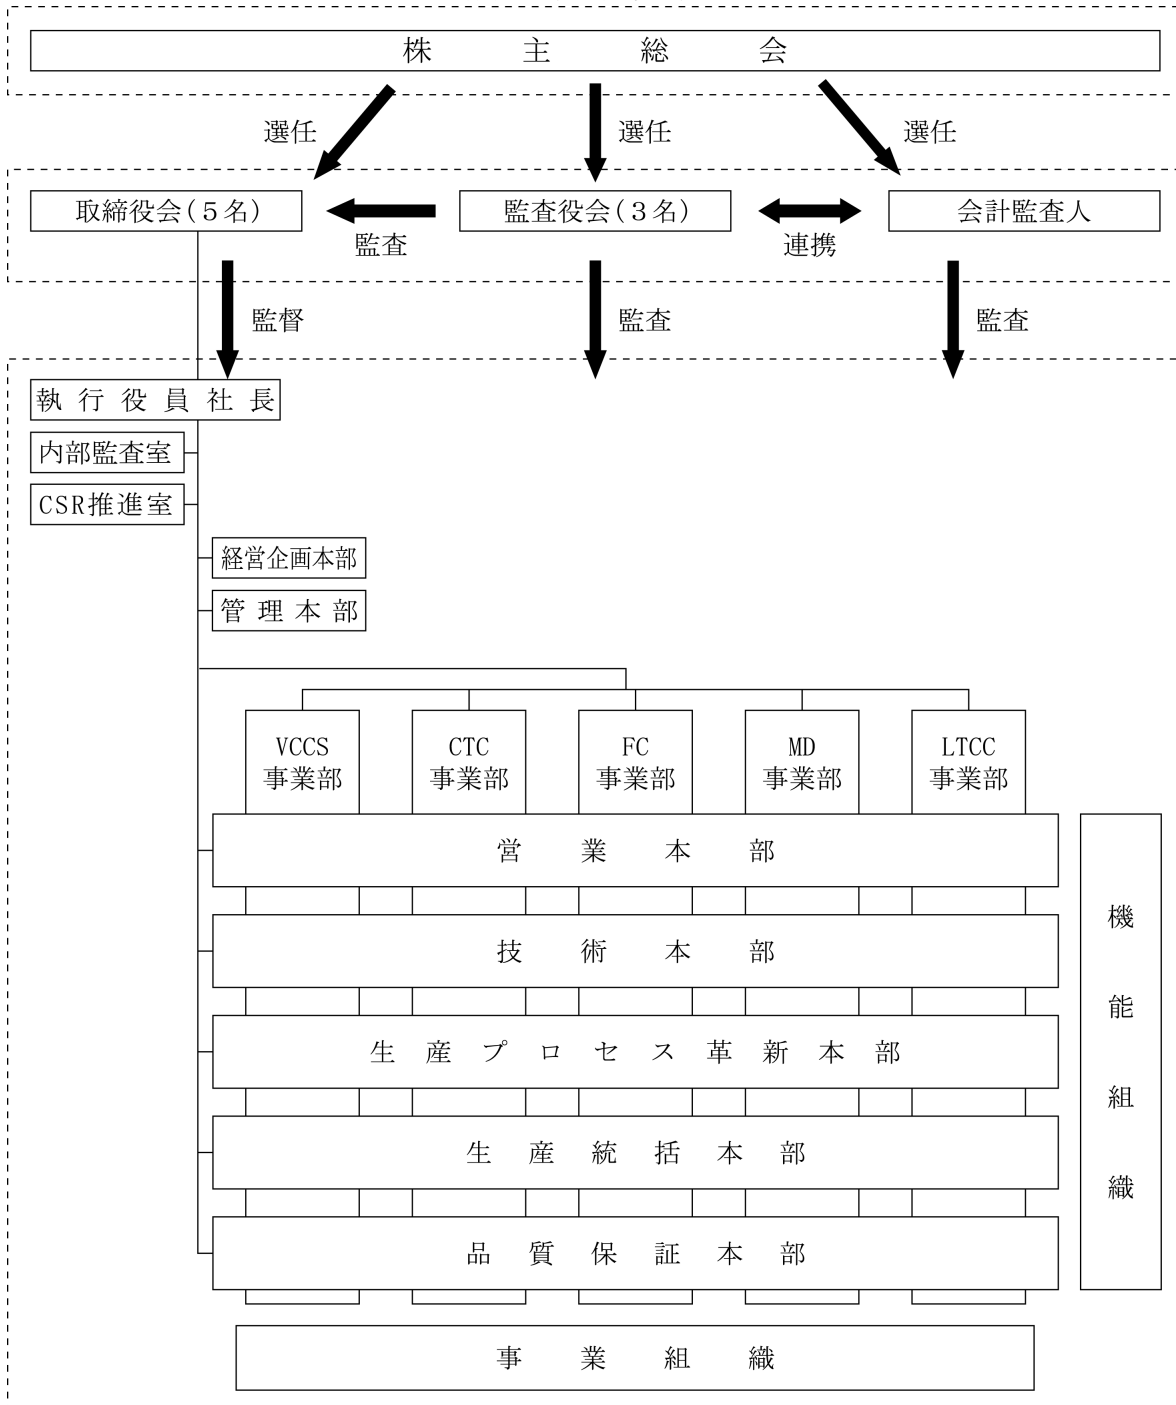 株主総会
選任
選任
選任
取締役会(5名)
監査役会(3名)
会計監査人
監査
連携
監督
監査
監査
執行役員社長
内部監査室
CSR推進室
経営企画本部
管理本部
VCCS
事業部
CTC
事業部
FC
事業部
MD
事業部
LTCC
事業部
営業本部
技術本部
生産プロセス革新本部
生産統括本部
品質保証本部
機能組織
事業組織